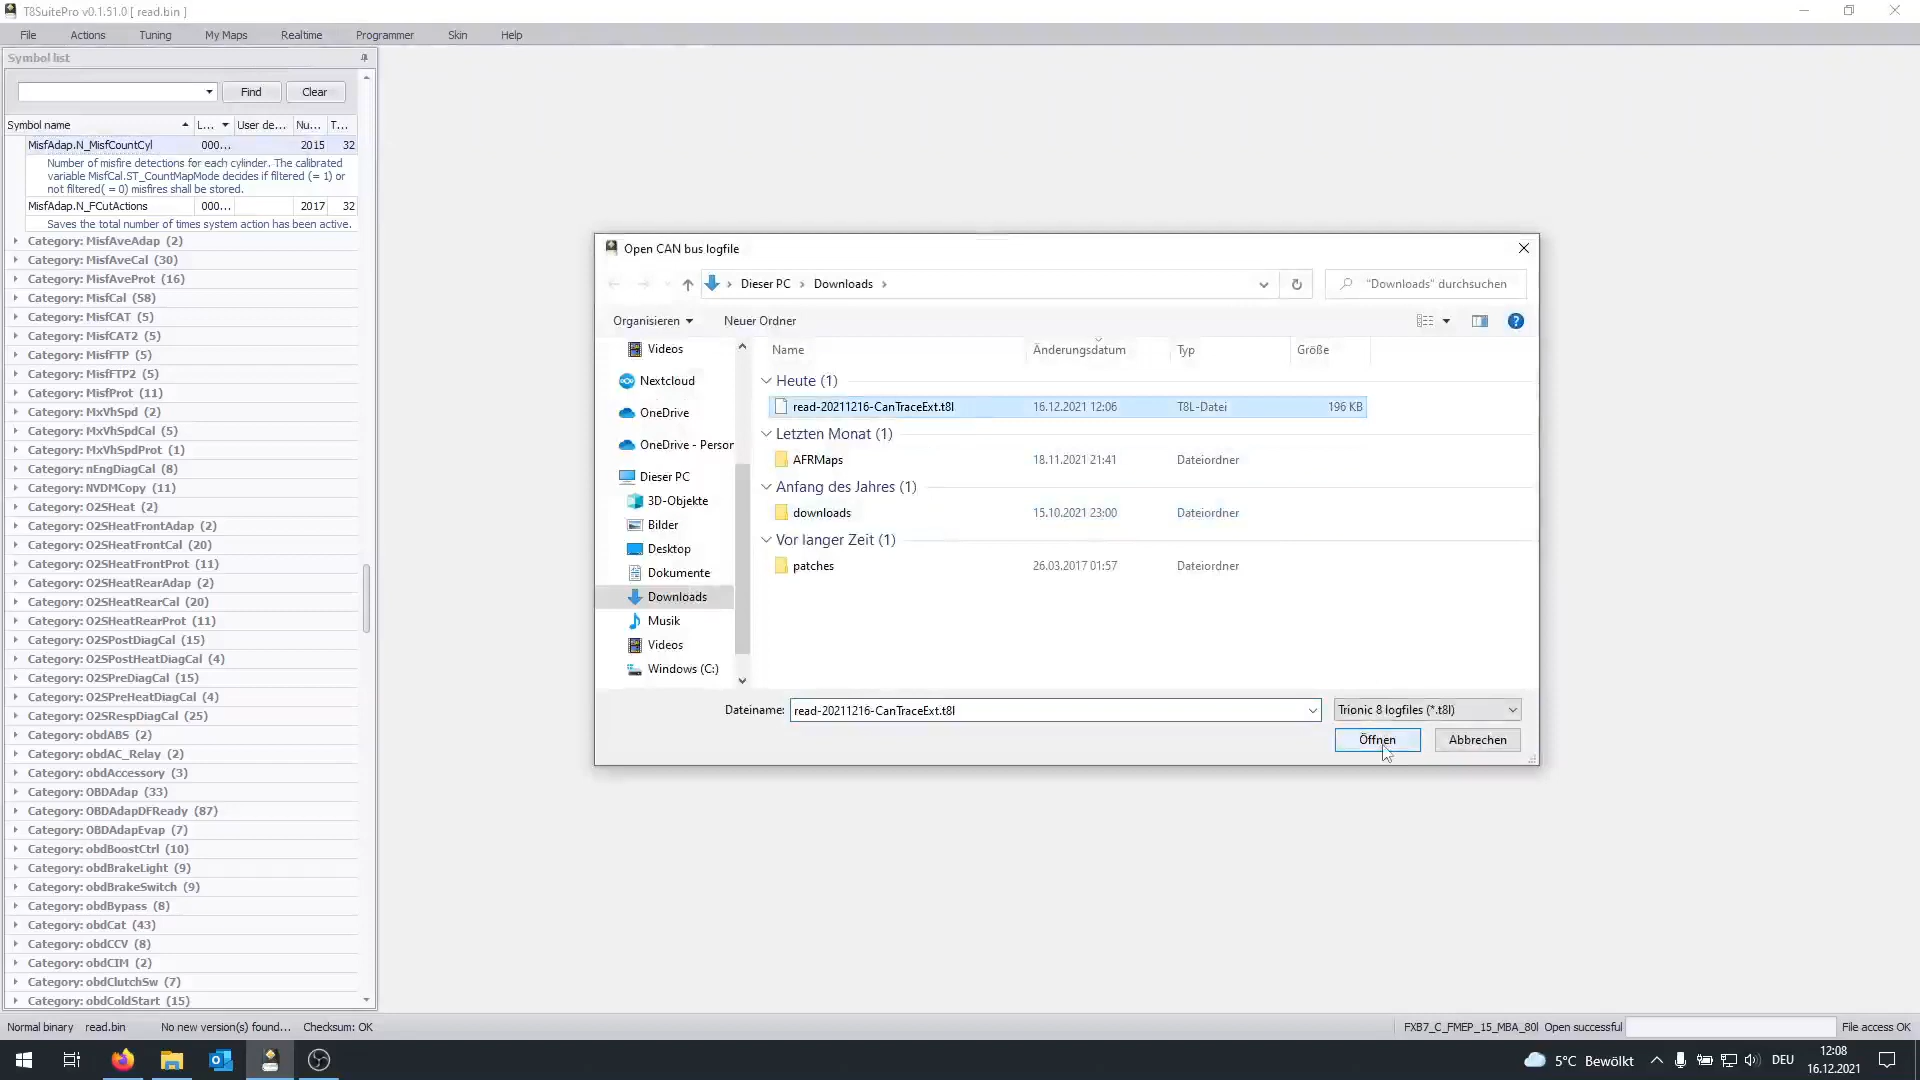 T8SuitePro v0.1.51.0 [ read.bin ]
File Actions Tuning My Maps Realtime Programmer Skin Help
Symbol list
Find Clear
Symbol name L... User de... Nu... T...
MisfAdap.N_MisfCountCyl 000... 2015 32
Number of misfire detections for each cylinder. The calibrated
variable MisfCal.ST_CountMapMode decides if filtered (= 1) or
not filtered( = 0) misfires shall be stored.
MisfAdap.N_FCutActions 000... 2017 32
Saves the total number of times system action has been active.
Category: MisfAveAdap (2)
Category: MisfAveCal (30)
Category: MisfAveProt (16)
Category: MisfCal (58)
Category: MisfCAT (5)
Category: MisfCAT2 (5)
Category: MisfFTP (5)
Category: MisfFTP2 (5)
Category: MisfProt (11)
Category: MxVhSpd (2)
Category: MxVhSpdCal (5)
Category: MxVhSpdProt (1)
Category: nEngDiagCal (8)
Category: NVDMCopy (11)
Category: O2SHeat (2)
Category: O2SHeatFrontAdap (2)
Category: O2SHeatFrontCal (20)
Category: O2SHeatFrontProt (11)
Category: O2SHeatRearAdap (2)
Category: O2SHeatRearCal (20)
Category: O2SHeatRearProt (11)
Category: O2SPostDiagCal (15)
Category: O2SPostHeatDiagCal (4)
Category: O2SPreDiagCal (15)
Category: O2SPreHeatDiagCal (4)
Category: O2SRespDiagCal (25)
Category: obdABS (2)
Category: obdAC_Relay (2)
Category: obdAccessory (3)
Category: OBDAdap (33)
Category: OBDAdapDFReady (87)
Category: OBDAdapEvap (7)
Category: obdBoostCtrl (10)
Category: obdBrakeLight (9)
Category: obdBrakeSwitch (9)
Category: obdBypass (8)
Category: obdCat (43)
Category: obdCCV (8)
Category: obdCIM (2)
Category: obdClutchSw (7)
Category: obdColdStart (15)
Open CAN bus logfile
Dieser PC › Downloads › "Downloads" durchsuchen
Organisieren Neuer Ordner
Videos
Nextcloud
OneDrive
OneDrive - Person
Dieser PC
3D-Objekte
Bilder
Desktop
Dokumente
Downloads
Musik
Videos
Windows (C:)
Name Änderungsdatum Typ Größe
Heute (1)
read-20211216-CanTraceExt.t8l 16.12.2021 12:06 T8L-Datei 196 KB
Letzten Monat (1)
AFRMaps 18.11.2021 21:41 Dateiordner
Anfang des Jahres (1)
downloads 15.10.2021 23:00 Dateiordner
Vor langer Zeit (1)
patches 26.03.2017 01:57 Dateiordner
Dateiname: read-20211216-CanTraceExt.t8l Trionic 8 logfiles (*.t8l)
Öffnen Abbrechen
Normal binary read.bin No new version(s) found... Checksum: OK FXB7_C_FMEP_15_MBA_80l Open successful File access OK
5°C Bewölkt DEU 12:08
16.12.2021